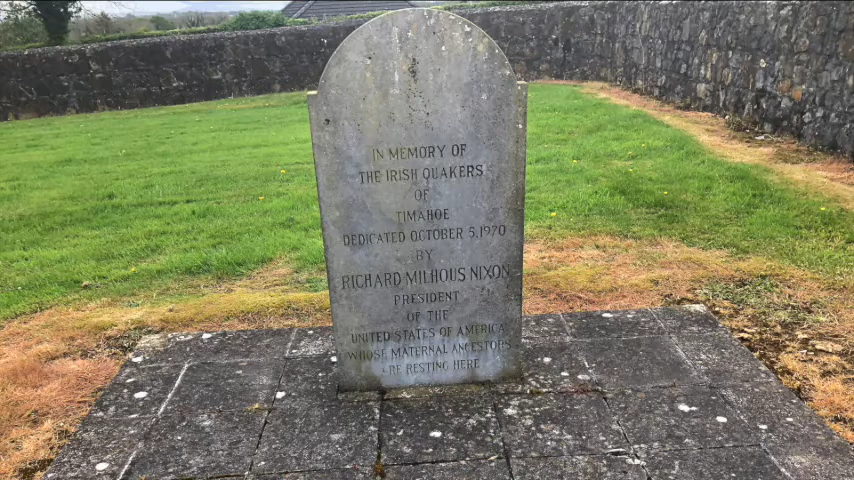 IN MEMORY OF
THE IRISH QUAKERS
OF
TIMAHOE
DEDICATED OCTOBER 5, 1970
BY
RICHARD MILHOUS NIXON
PRESIDENT
OF THE
UNITED STATES OF AMERICA
WHOSE MATERNAL ANCESTORS
ARE RESTING HERE